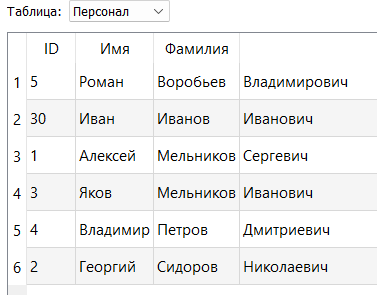 Таблица: Персонал
ID Имя Фамилия
1 5 Роман Воробьев Владимирович
2 30 Иван Иванов Иванович
3 1 Алексей Мельников Сергевич
4 3 Яков Мельников Иванович
5 4 Владимир Петров Дмитриевич
6 2 Георгий Сидоров Николаевич